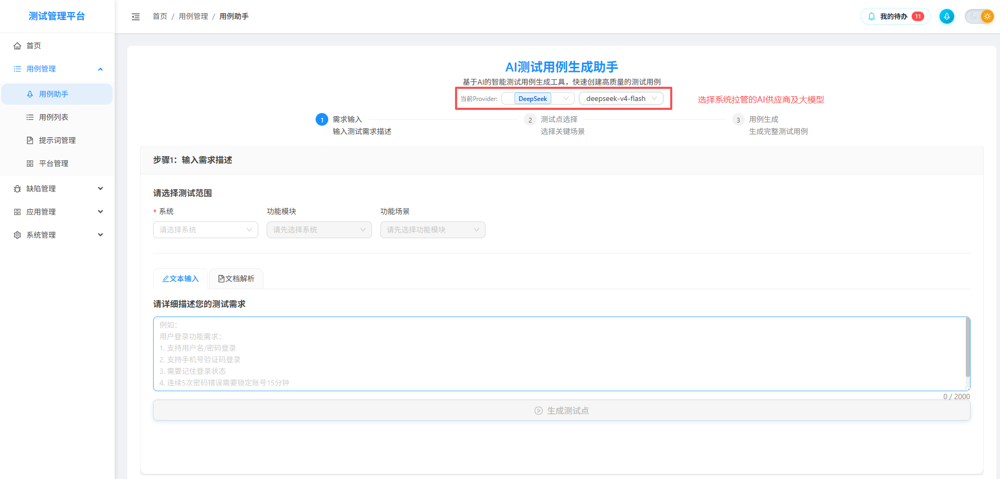 测试管理平台
首页 / 用例管理 / 用例助手
我的待办 11
首页
用例管理
用例助手
用例列表
提示词管理
平台管理
缺陷管理
应用管理
系统管理
AI测试用例生成助手
基于AI的智能测试用例生成工具，快速创建高质量的测试用例
当前Provider: DeepSeek deepseek-v4-flash
选择系统拉管的AI供应商及大模型
1 需求输入
输入测试需求描述
2 测试点选择
选择关键场景
3 用例生成
生成完整测试用例
步骤1：输入需求描述
请选择测试范围
* 系统 功能模块 功能场景
请选择系统 请先选择系统 请先选择功能模块
文本输入 文档解析
请详细描述您的测试需求
例如：
用户登录功能需求：
1. 支持用户名/密码登录
2. 支持手机号验证码登录
3. 需要记住登录状态
4. 连续5次密码错误需要锁定账号15分钟
0 / 2000
生成测试点